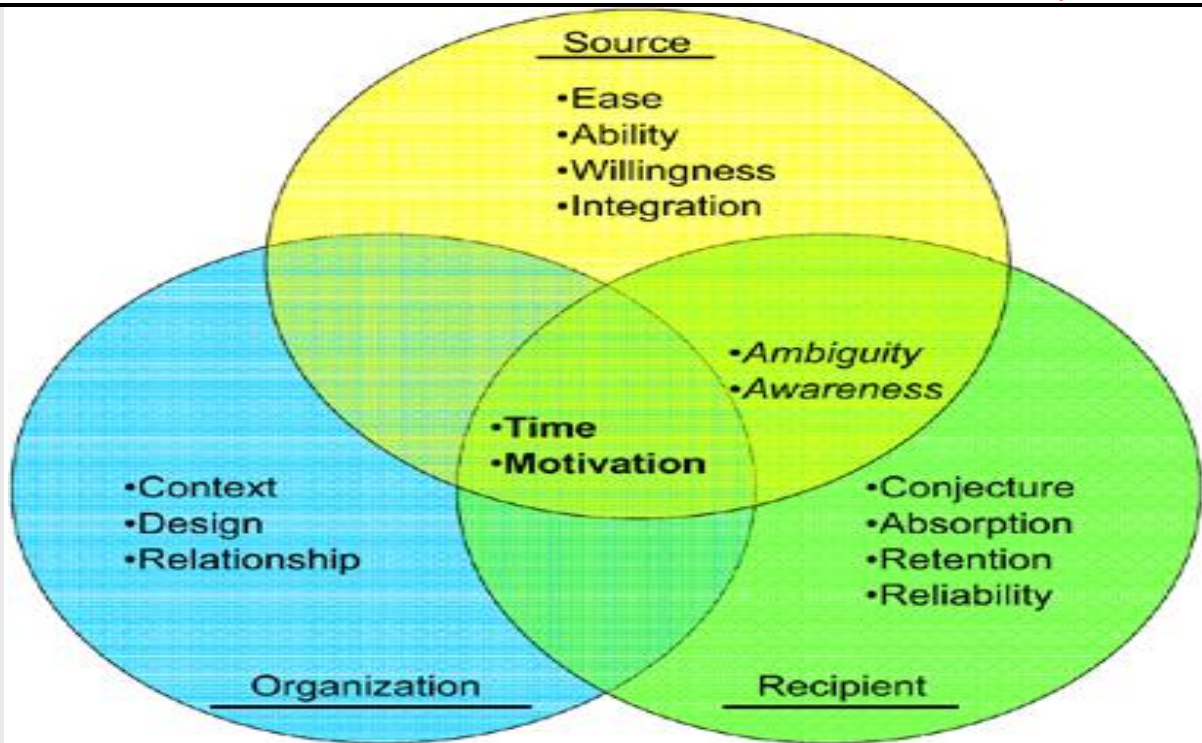 Source
•Ease
•Ability
•Willingness
•Integration
•Ambiguity
•Awareness
•Time
•Motivation
•Context
•Design
•Relationship
•Conjecture
•Absorption
•Retention
•Reliability
Organization
Recipient